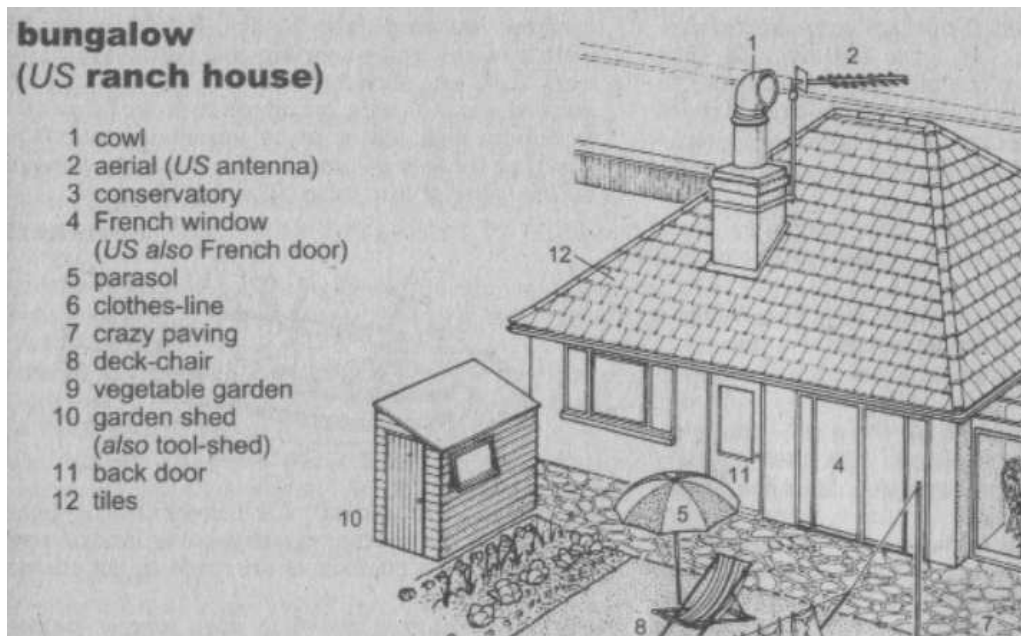 bungalow
(US ranch house)
1 cowl
2 aerial (US antenna)
3 conservatory
4 French window
(US also French door)
5 parasol
6 clothes-line
7 crazy paving
8 deck-chair
9 vegetable garden
10 garden shed
(also tool-shed)
11 back door
12 tiles
1
2
12
4
11
5
10
8
7